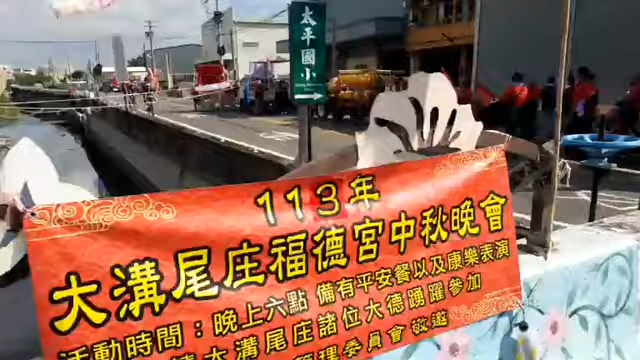 太平國小
113年
大溝尾庄福德宮中秋晚會
活動時間：晚上六點 備有平安餐以及康樂表演
大溝尾庄諸位大德踴躍參加
管理委員會 敬邀